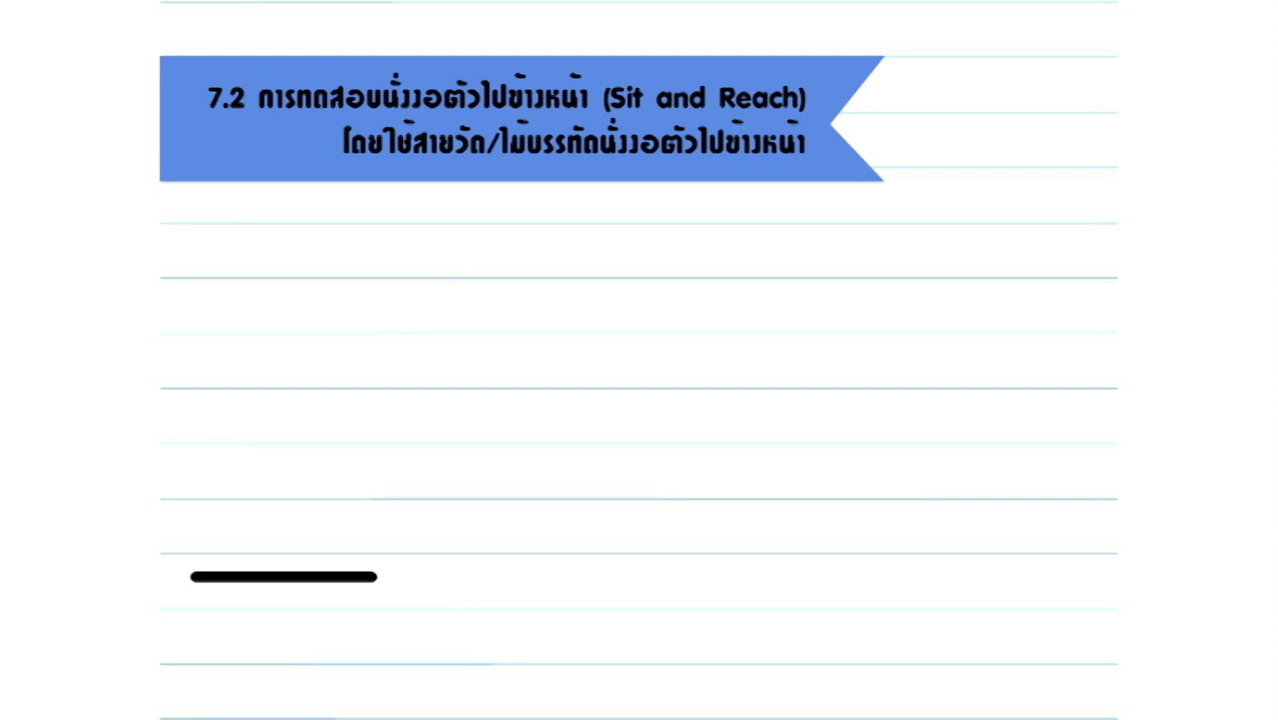 7.2 การทดสอบนั่งงอตัวไปข้างหน้า (Sit and Reach)
โดยใช้สายวัด/ไม้บรรทัดนั่งงอตัวไปข้างหน้า